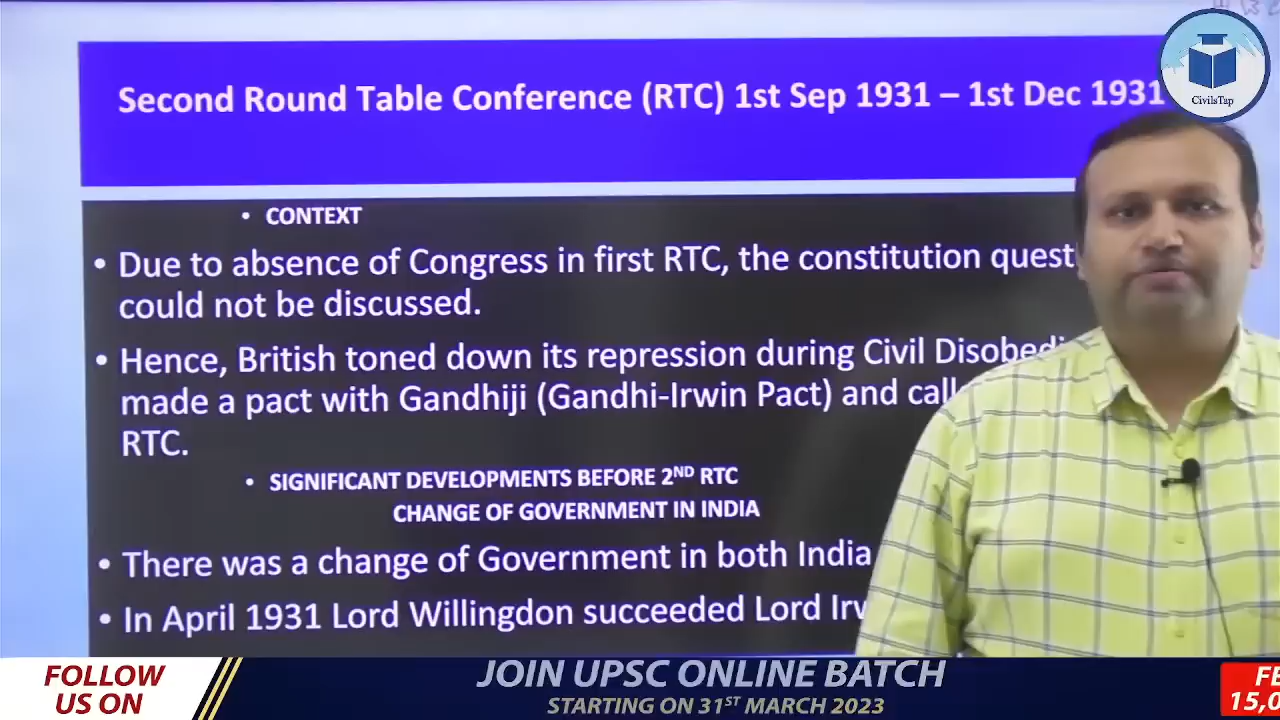 Second Round Table Conference (RTC) 1st Sep 1931 – 1st Dec 1931
CivilsTap
• CONTEXT
• Due to absence of Congress in first RTC, the constitution quest
could not be discussed.
• Hence, British toned down its repression during Civil Disobedi
made a pact with Gandhiji (Gandhi-Irwin Pact) and call
RTC.
• SIGNIFICANT DEVELOPMENTS BEFORE 2ND RTC
CHANGE OF GOVERNMENT IN INDIA
• There was a change of Government in both India
• In April 1931 Lord Willingdon succeeded Lord Irw
FOLLOW
US ON
JOIN UPSC ONLINE BATCH
STARTING ON 31ST MARCH 2023
FE
15,0